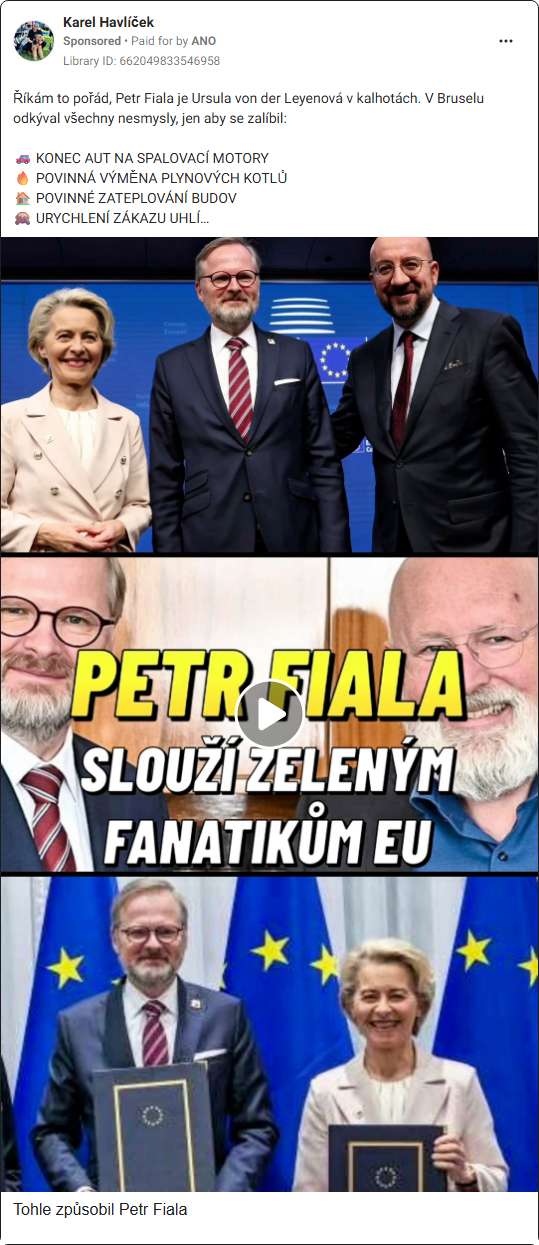 Karel Havlíček
Sponsored • Paid for by ANO
Library ID: 662049833546958
Říkám to pořád, Petr Fiala je Ursula von der Leyenová v kalhotách. V Bruselu
odkýval všechny nesmysly, jen aby se zalíbil:
🚙 KONEC AUT NA SPALOVACÍ MOTORY
🔥 POVINNÁ VÝMĚNA PLYNOVÝCH KOTLŮ
🏠 POVINNÉ ZATEPLOVÁNÍ BUDOV
URYCHLENÍ ZÁKAZU UHLÍ…
PETR FIALA
SLOUŽÍ ZELENÝM
FANATIKŮM EU
Tohle způsobil Petr Fiala